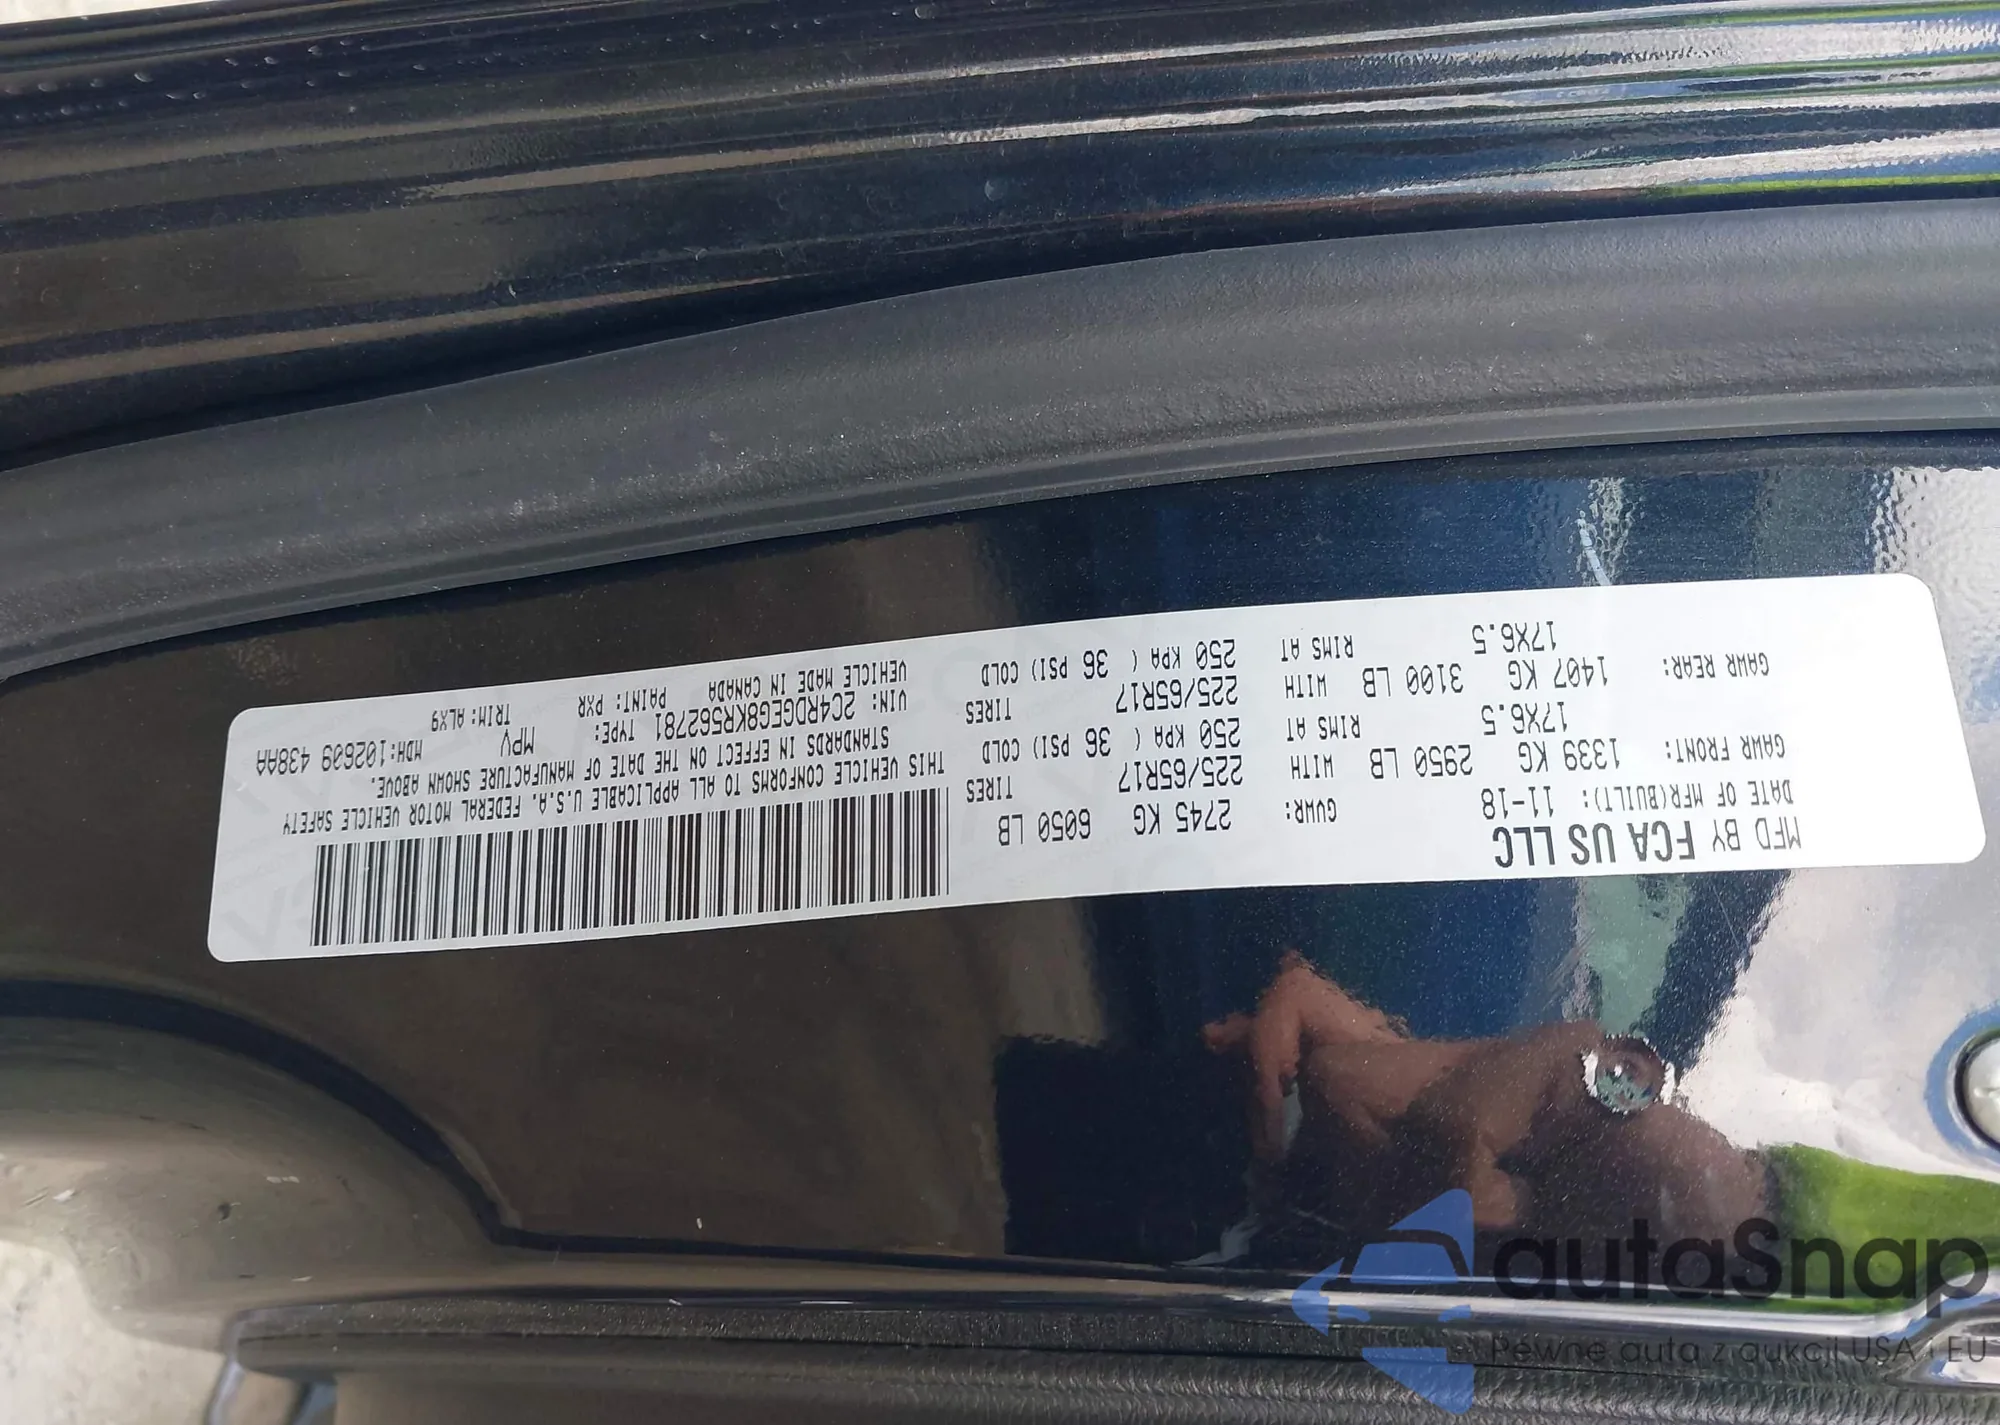 MFD BY FCA US LLC
DATE OF MFR(BUILT): 11-18
GVWR: 2745 KG 6050 LB
GAWR FRONT: 1339 KG 2950 LB WITH 225/65R17 TIRES
17X6.5 RIMS AT 250 KPA ( 36 PSI) COLD
GAWR REAR: 1407 KG 3100 LB WITH 225/65R17 TIRES
17X6.5 RIMS AT 250 KPA ( 36 PSI) COLD
THIS VEHICLE CONFORMS TO ALL APPLICABLE U.S.A. FEDERAL MOTOR VEHICLE SAFETY
STANDARDS IN EFFECT ON THE DATE OF MANUFACTURE SHOWN ABOVE.
VIN: 2C4RDGEG8KR562781 TYPE: MPV MDH:102609 438AA
VEHICLE MADE IN CANADA PAINT: PXR TRIM:ALX9
autaSnap
Pewne auta z aukcji USA i EU